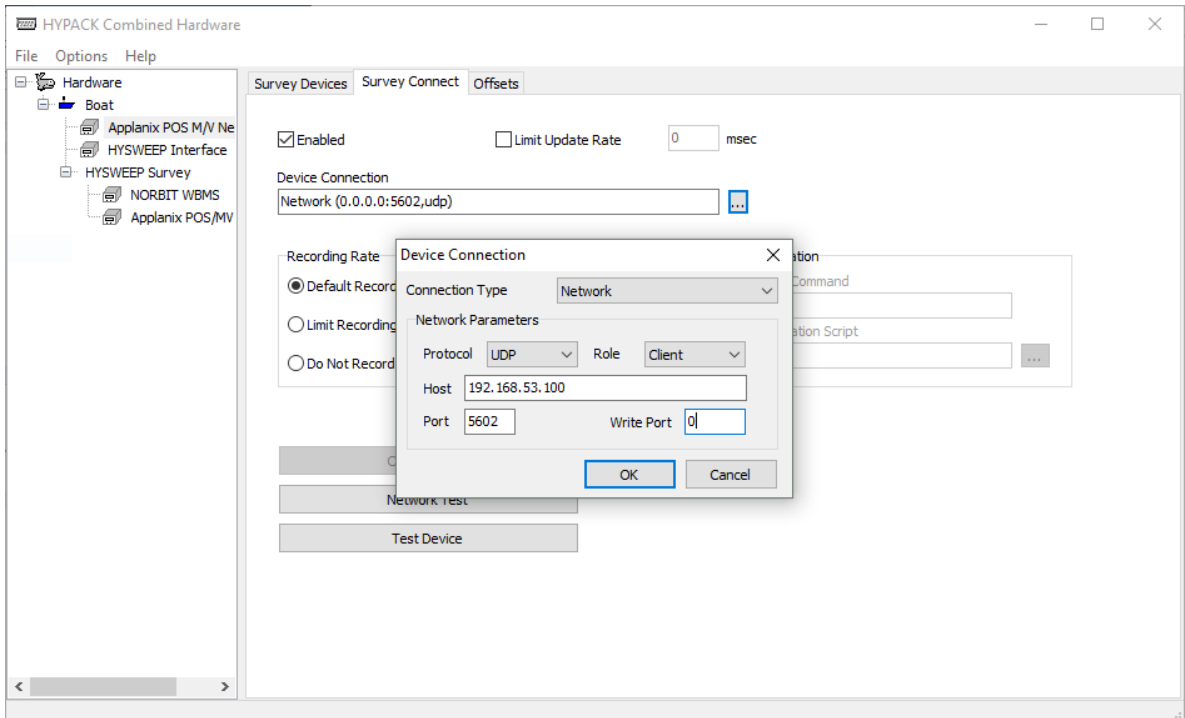 HYPACK Combined Hardware
File Options Help
Hardware
Boat
Applanix POS M/V Ne
HYSWEEP Interface
HYSWEEP Survey
NORBIT WBMS
Applanix POS/MV
Survey Devices Survey Connect Offsets
Enabled Limit Update Rate 0 msec
Device Connection
Network (0.0.0.0:5602,udp) ...
Recording Rate
Default Record
Limit Recording
Do Not Record
ation
Command
ation Script
...
Device Connection
Connection Type Network
Network Parameters
Protocol UDP Role Client
Host 192.168.53.100
Port 5602 Write Port 0
OK Cancel
Network Test
Test Device